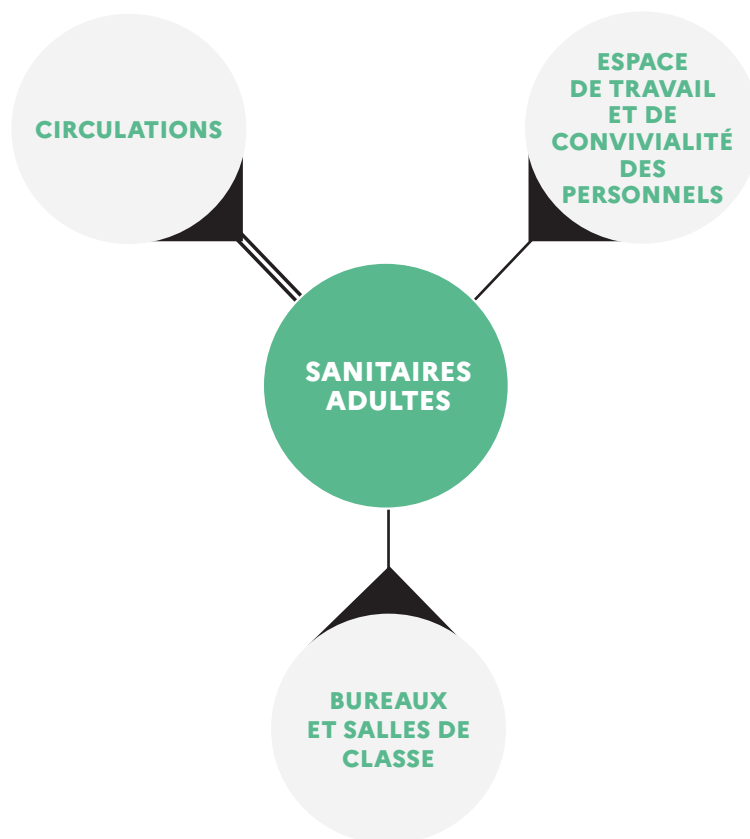 CIRCULATIONS
ESPACE
DE TRAVAIL
ET DE
CONVIVIALITÉ
DES
PERSONNELS
SANITAIRES
ADULTES
BUREAUX
ET SALLES DE
CLASSE